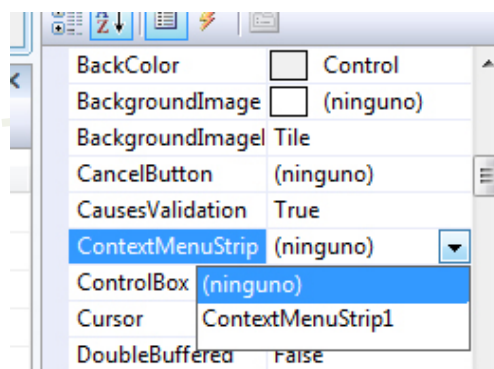 BackColor Control
BackgroundImage (ninguno)
BackgroundImagel Tile
CancelButton (ninguno)
CausesValidation True
ContextMenuStrip (ninguno)
ControlBox (ninguno)
Cursor ContextMenuStrip1
DoubleBuffered False